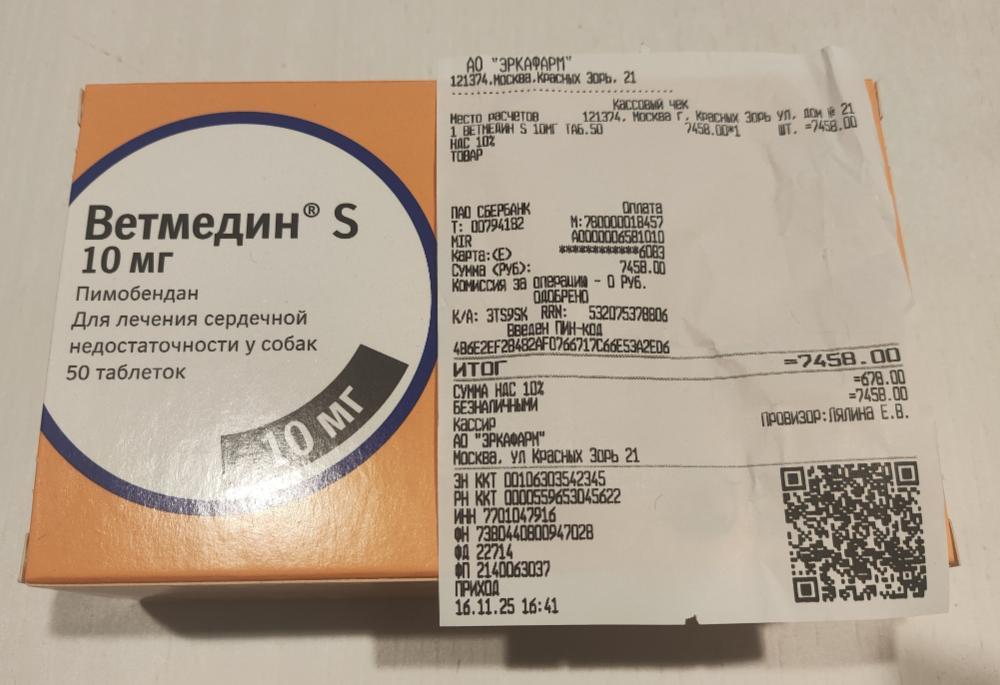 Ветмедин® S
10 мг
Пимобендан
Для лечения сердечной
недостаточности у собак
50 таблеток
10 мг
АО "ЭРКАФАРМ"
121374,Москва,Красных Зорь, 21
Кассовый чек
Место расчетов 121374, Москва г, Красных Зорь ул, дом № 21
1 ВЕТМЕДИН S 10МГ ТАБ.50 7458.00*1 ШТ. =7458.00
НДС 10%
ТОВАР
ПАО СБЕРБАНК Оплата
Т: 00794182 М:780000018457
MIR A0000006581010
Карта:(E) ************6083
Сумма (Руб): 7458.00
Комиссия за операцию - 0 Руб.
ОДОБРЕНО
К/А: 3TS9SK RRN: 532075378806
Введен ПИН-код
4B6E2EF2B482AF0766717C66E53A2E06
ИТОГ =7458.00
СУММА НДС 10% =678.00
БЕЗНАЛИЧНЫМИ =7458.00
Кассир Провизор:Лялина Е.В.
АО "ЭРКАФАРМ"
Москва, ул Красных Зорь 21
ЗН ККТ 00106303542345
РН ККТ 0000559653045622
ИНН 7701047916
ФН 7380440800947028
ФД 22714
ФП 2140063037
ПРИХОД
16.11.25 16:41